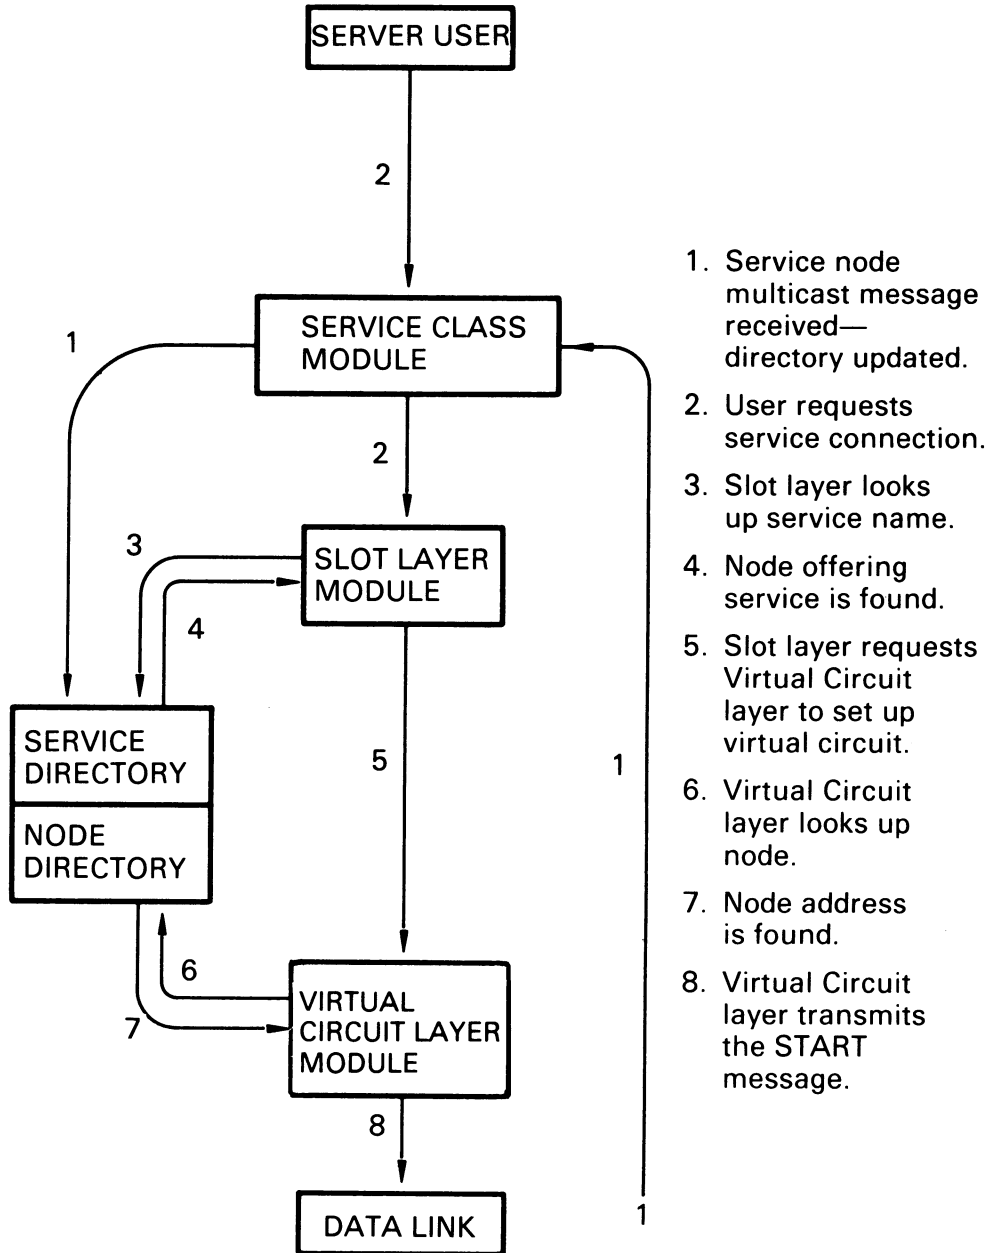 SERVER USER
2
SERVICE CLASS
MODULE
1
2
SLOT LAYER
MODULE
3
4
SERVICE
DIRECTORY
NODE
DIRECTORY
5
1
6
7
VIRTUAL
CIRCUIT LAYER
MODULE
8
DATA LINK
1
1. Service node
multicast message
received—
directory updated.
2. User requests
service connection.
3. Slot layer looks
up service name.
4. Node offering
service is found.
5. Slot layer requests
Virtual Circuit
layer to set up
virtual circuit.
6. Virtual Circuit
layer looks up
node.
7. Node address
is found.
8. Virtual Circuit
layer transmits
the START
message.